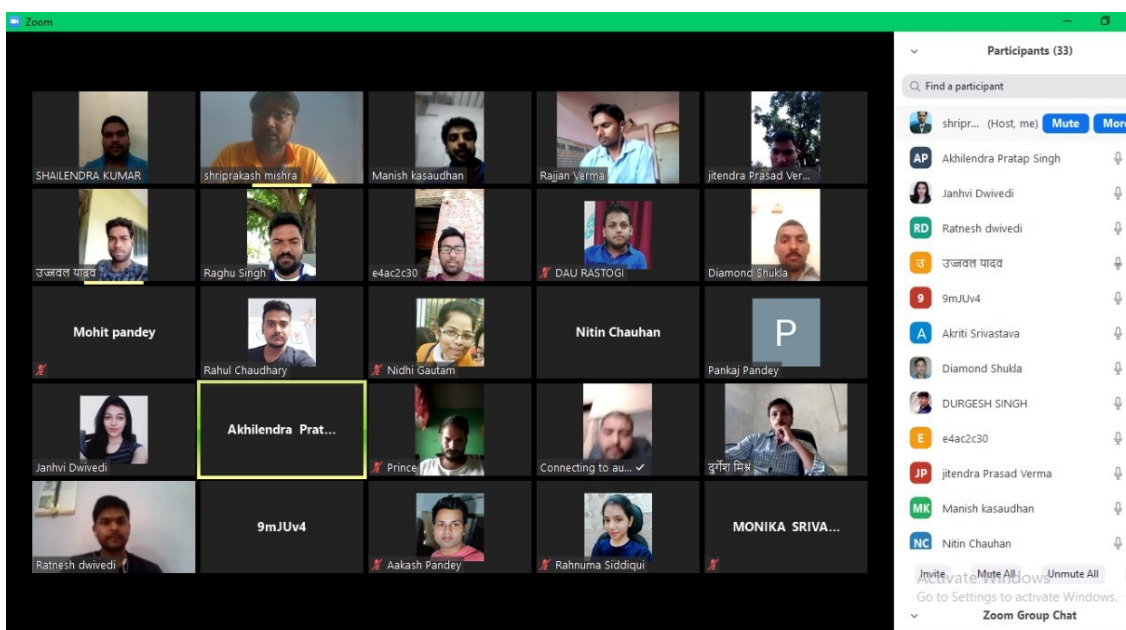 Zoom
SHAILENDRA KUMAR
shriprakash mishra
Manish kasaudhan
Rajjan Verma
jitendra Prasad Ver...
उज्जवल यादव
Raghu Singh
e4ac2c30
DAU RASTOGI
Diamond Shukla
Mohit pandey
Rahul Chaudhary
Nidhi Gautam
Nitin Chauhan
P
Pankaj Pandey
Janhvi Dwivedi
Akhilendra Prat...
Prince
Connecting to au...
दुर्गेश मिश्र
Ratnesh dwivedi
9mJUv4
Aakash Pandey
Rahnuma Siddiqui
MONIKA SRIVA...
Participants (33)
Find a participant
shripr... (Host, me) Mute More
AP Akhilendra Pratap Singh
Janhvi Dwivedi
RD Ratnesh dwivedi
उ उज्जवल यादव
9 9mJUv4
A Akriti Srivastava
Diamond Shukla
DURGESH SINGH
E e4ac2c30
JP jitendra Prasad Verma
MK Manish kasaudhan
NC Nitin Chauhan
Invite Mute All Unmute All
Activate Windows
Go to Settings to activate Windows.
Zoom Group Chat